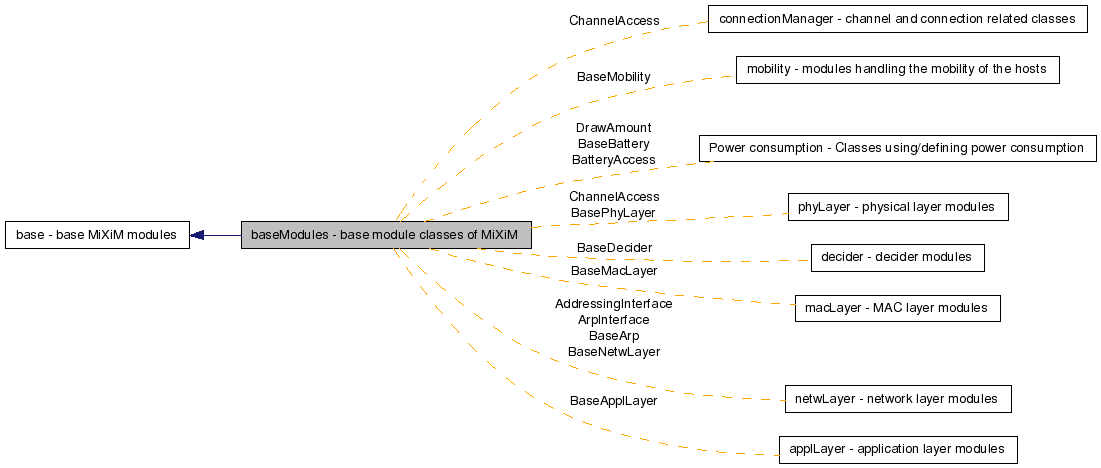 ChannelAccess
connectionManager - channel and connection related classes
BaseMobility
mobility - modules handling the mobility of the hosts
DrawAmount
BaseBattery
BatteryAccess
Power consumption - Classes using/defining power consumption
ChannelAccess
BasePhyLayer
phyLayer - physical layer modules
base - base MiXiM modules
baseModules - base module classes of MiXiM
BaseDecider
decider - decider modules
BaseMacLayer
macLayer - MAC layer modules
AddressingInterface
ArpInterface
BaseArp
BaseNetwLayer
netwLayer - network layer modules
BaseApplLayer
applLayer - application layer modules